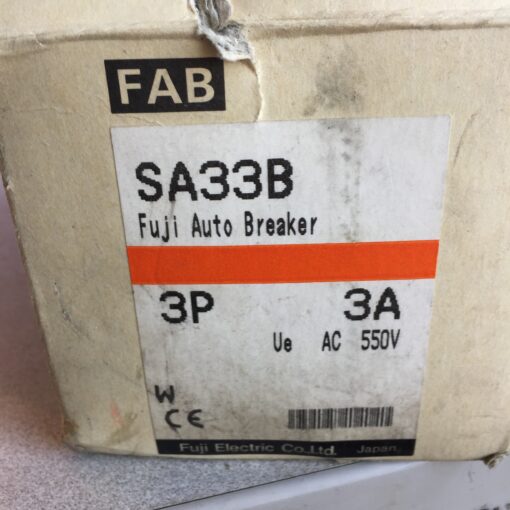 FAB
SA33B
Fuji Auto Breaker
3P 3A
Ue AC 550V
W
CE
Fuji Electric Co.,Ltd. Japan